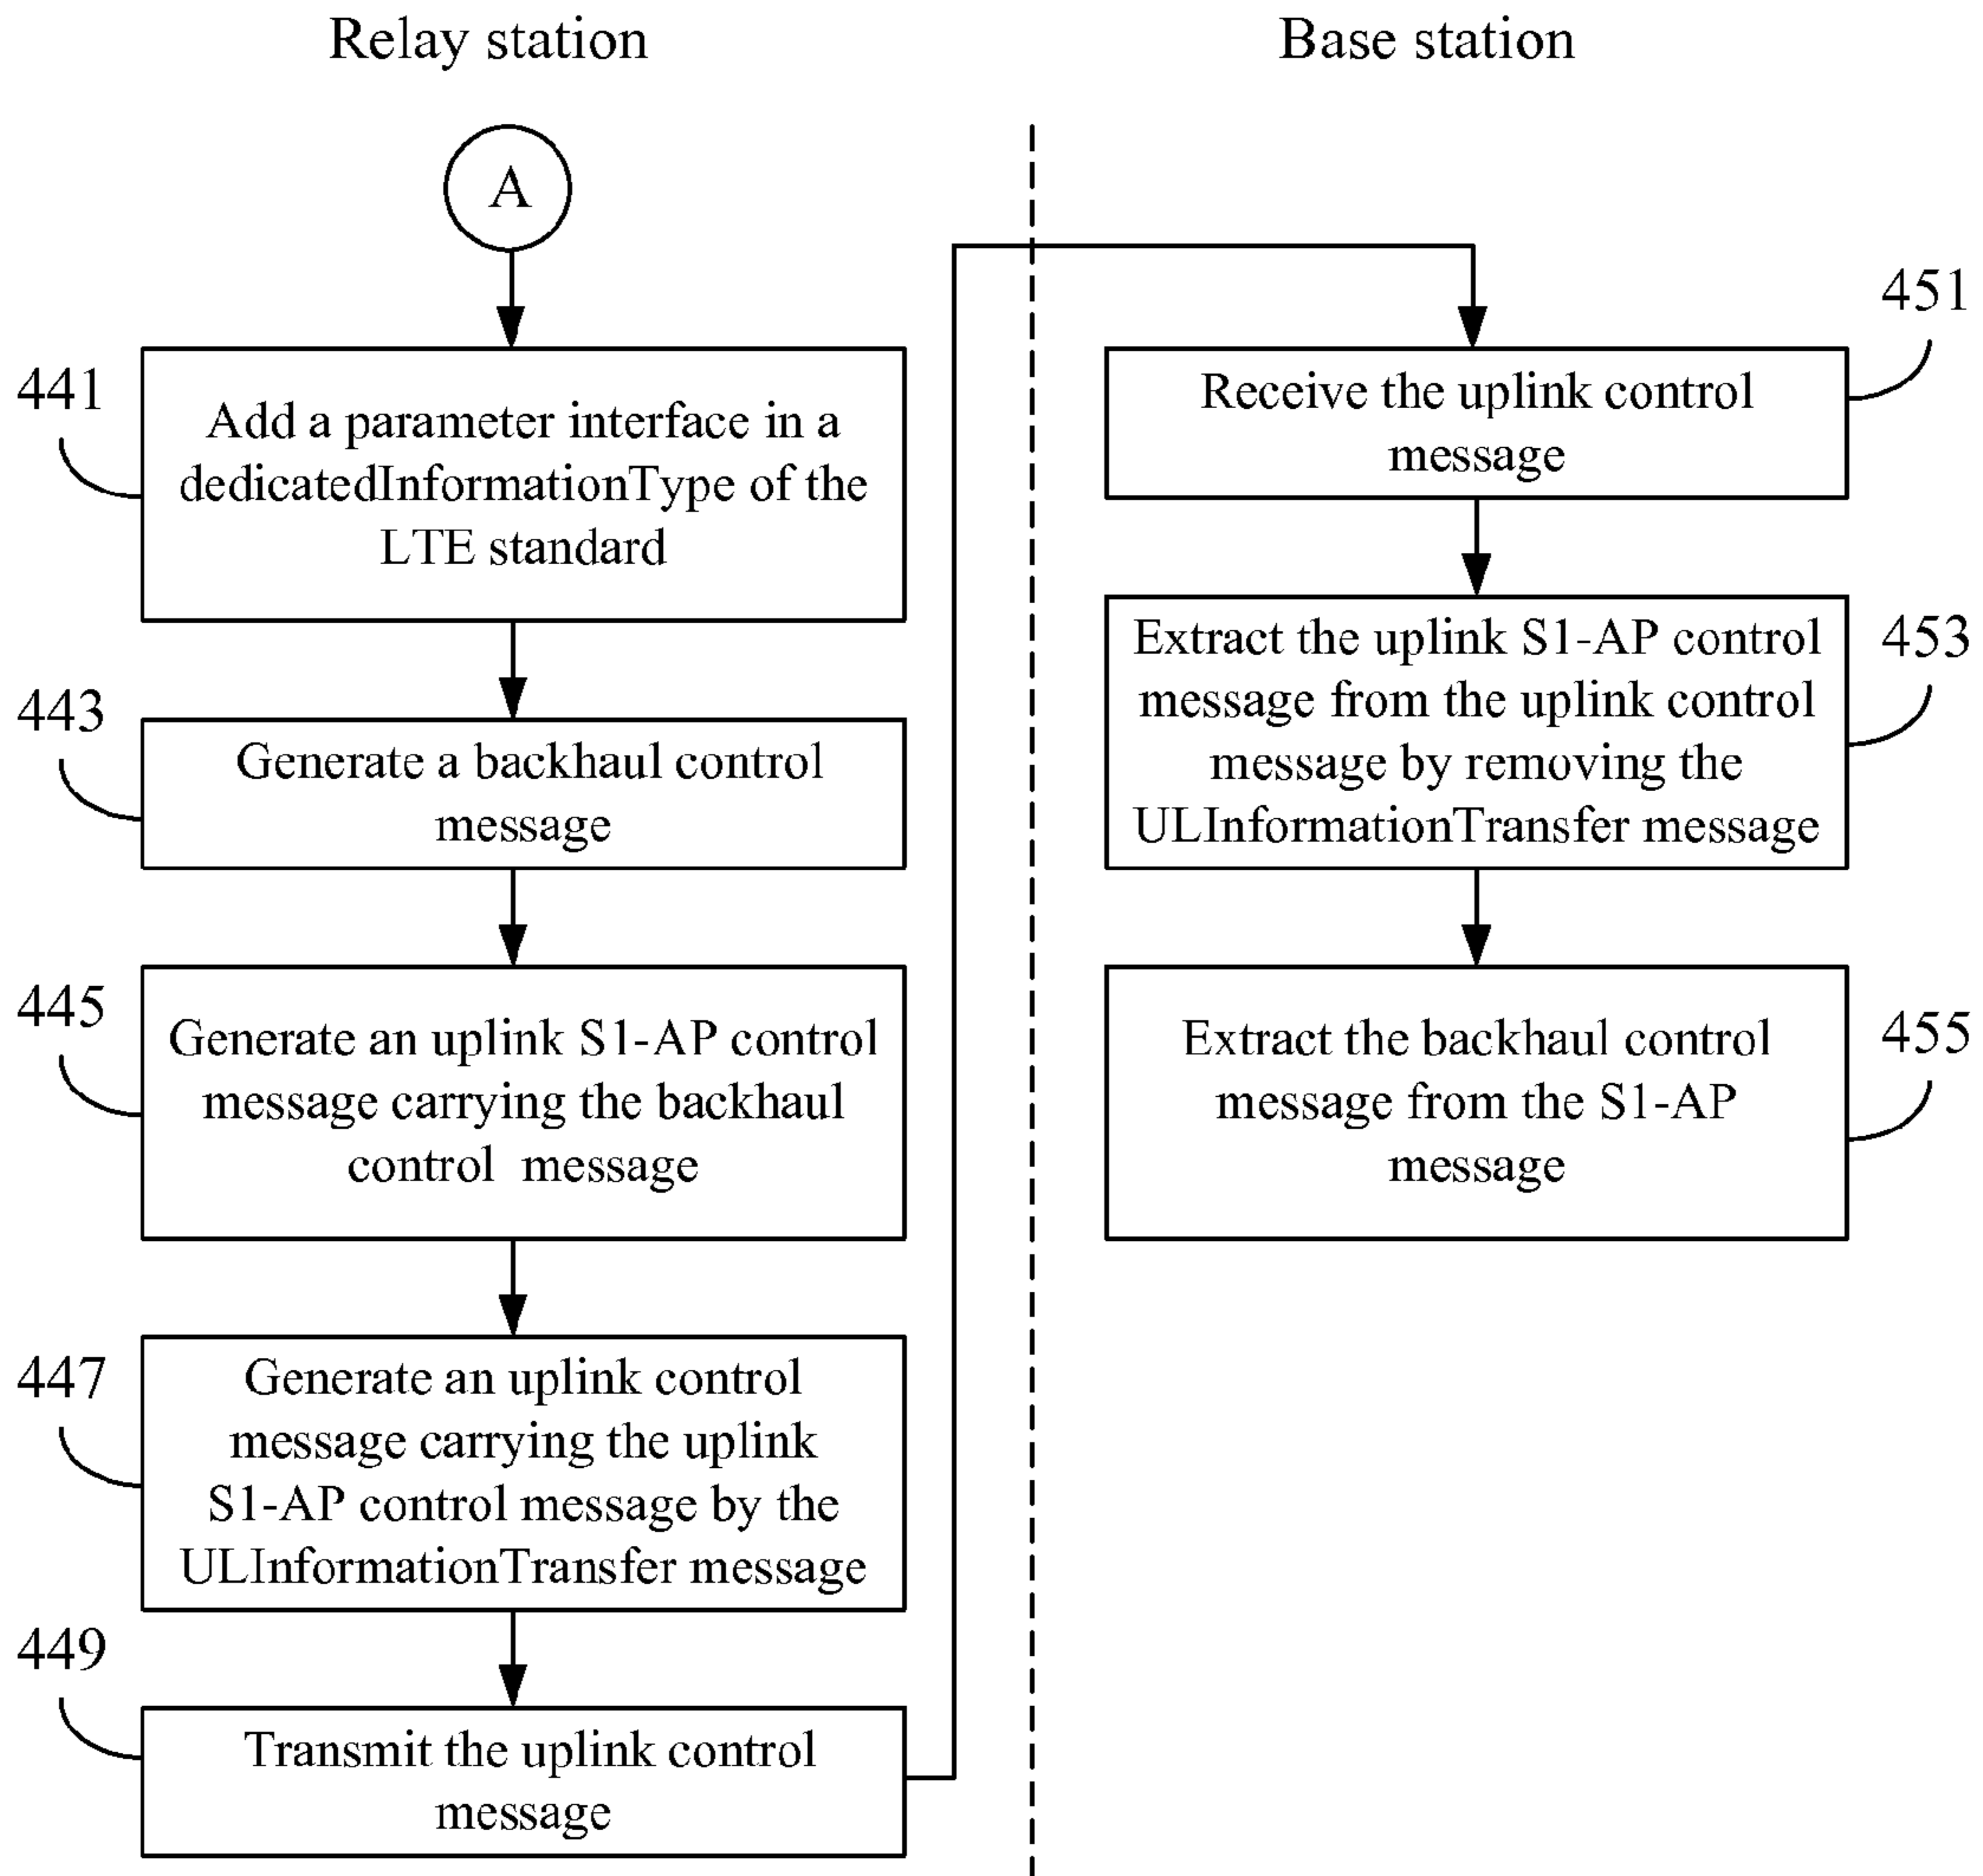 Relay station
Base station
A
441
Add a parameter interface in a
dedicatedInformationType of the
LTE standard
443
Generate a backhaul control
message
445
Generate an uplink S1-AP control
message carrying the backhaul
control message
447
Generate an uplink control
message carrying the uplink
S1-AP control message by the
ULInformationTransfer message
449
Transmit the uplink control
message
451
Receive the uplink control
message
453
Extract the uplink S1-AP control
message from the uplink control
message by removing the
ULInformationTransfer message
455
Extract the backhaul control
message from the S1-AP
message